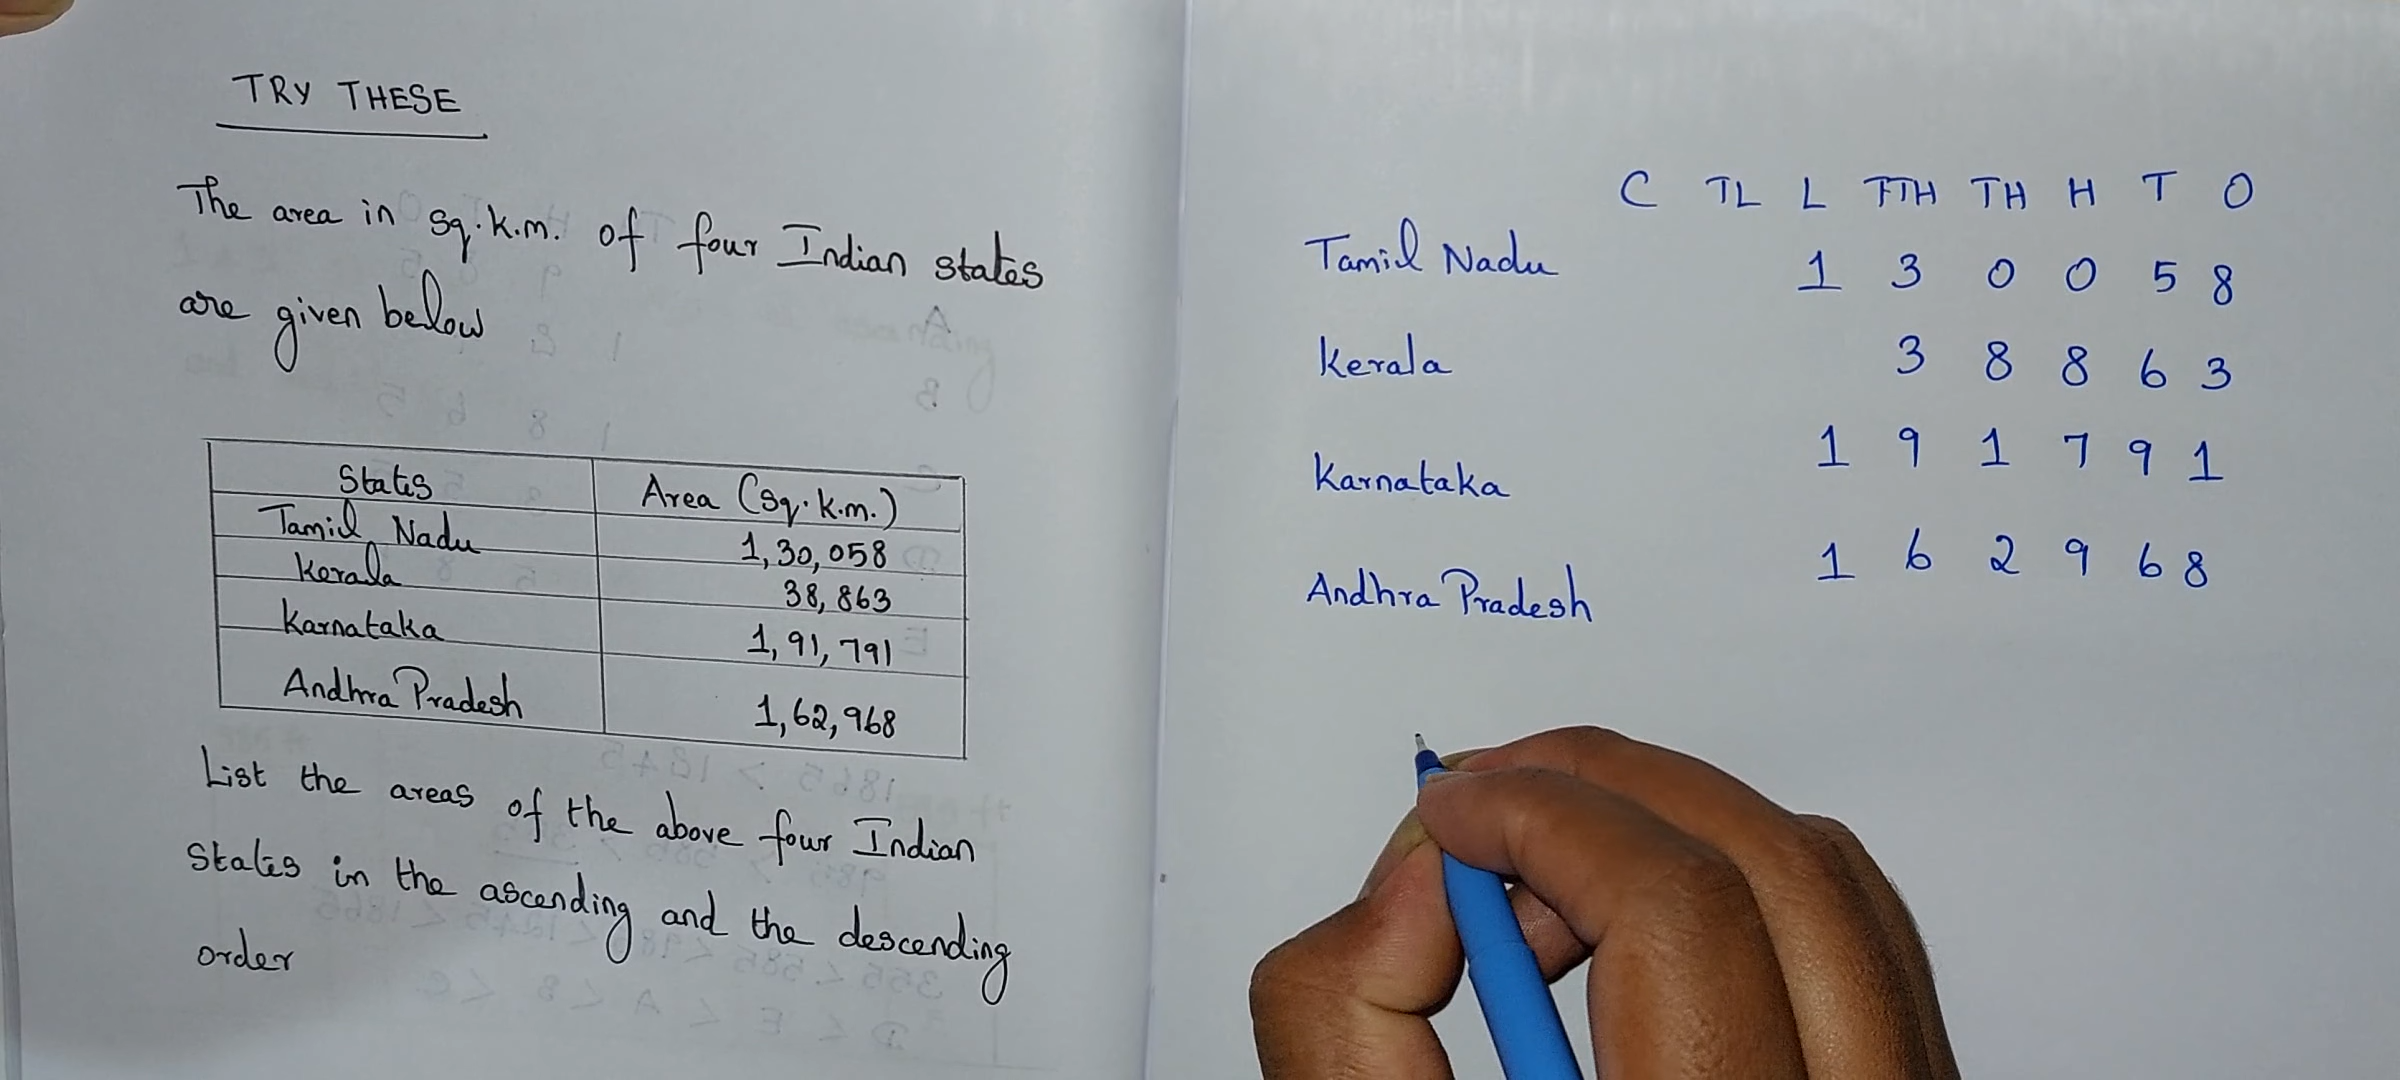 TRY THESE
The area in sq.k.m. of four Indian states
are given below
States Area (Sq.k.m.)
Tamil Nadu 1,30,058
Kerala 38,863
Karnataka 1,91,791
Andhra Pradesh 1,62,968
List the areas of the above four Indian
States in the ascending and the descending
order
C TL L TTH TH H T O
Tamil Nadu 1 3 0 0 5 8
Kerala 3 8 8 6 3
Karnataka 1 9 1 7 9 1
Andhra Pradesh 1 6 2 9 6 8